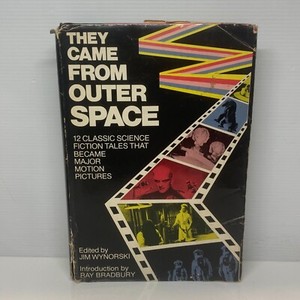 THEY
CAME
FROM
OUTER
SPACE
12 CLASSIC SCIENCE
FICTION TALES THAT
BECAME
MAJOR
MOTION
PICTURES
Edited by
JIM WYNORSKI
Introduction by
RAY BRADBURY